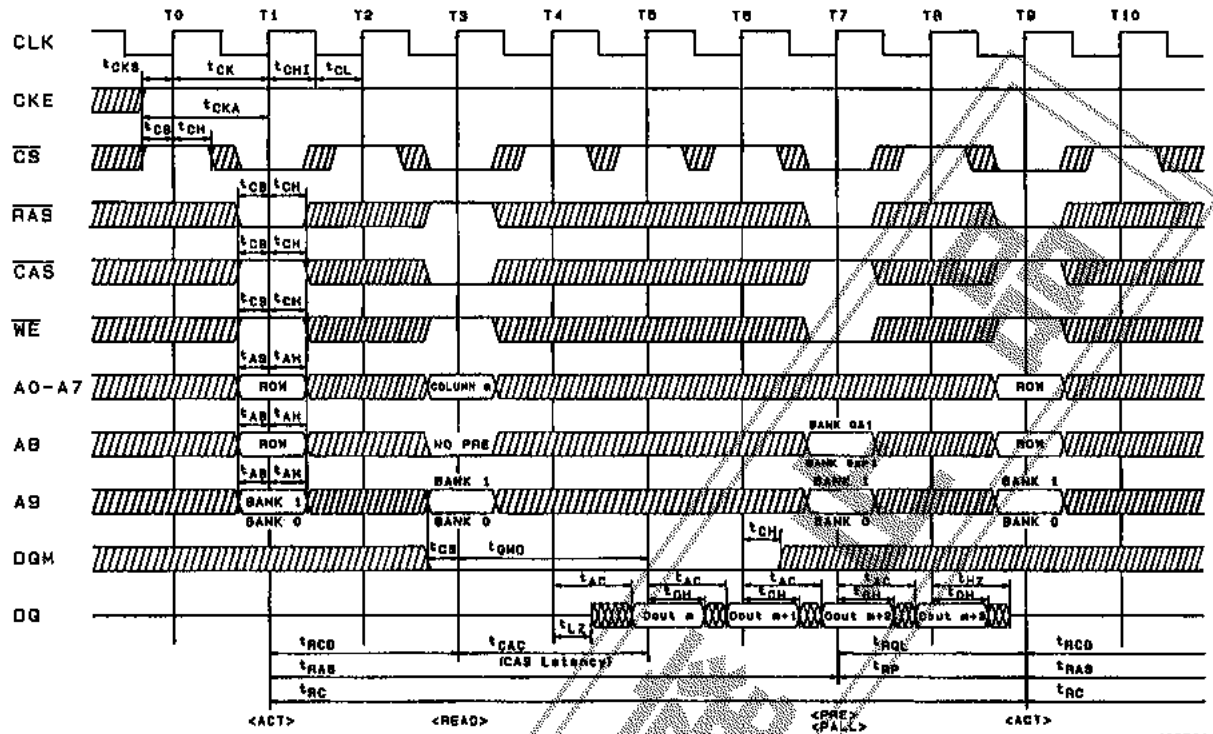 T0 T1 T2 T3 T4 T5 T6 T7 T8 T9 T10
CLK
tCKS tCK tCHI tCL
CKE
tCKA
tCS tCH
CS
tCS tCH
RAS
tCS tCH
CAS
tCS tCH
WE
tAS tAH
A0-A7 ROW COLUMN m ROW
tAS tAH BANK 0&1
A8 ROW NO PRE ROW
tAS tAH BANK 1 BANK 1 BANK 1
A9 BANK 1
BANK 0 BANK 0 BANK 0 BANK 0
tCH
DQM tCS tQMD
tAC tAC tAC tAC tHZ
tOH tOH tOH tOH
DQ Dout m Dout m+1 Dout m+2 Dout m+3
tLZ
tRCD tCAC tRQL tRCD
(CAS Latency)
tRAS tRP tRAS
tRC tRC
<ACT> <READ> <PRE> <ACT>
<PALL>